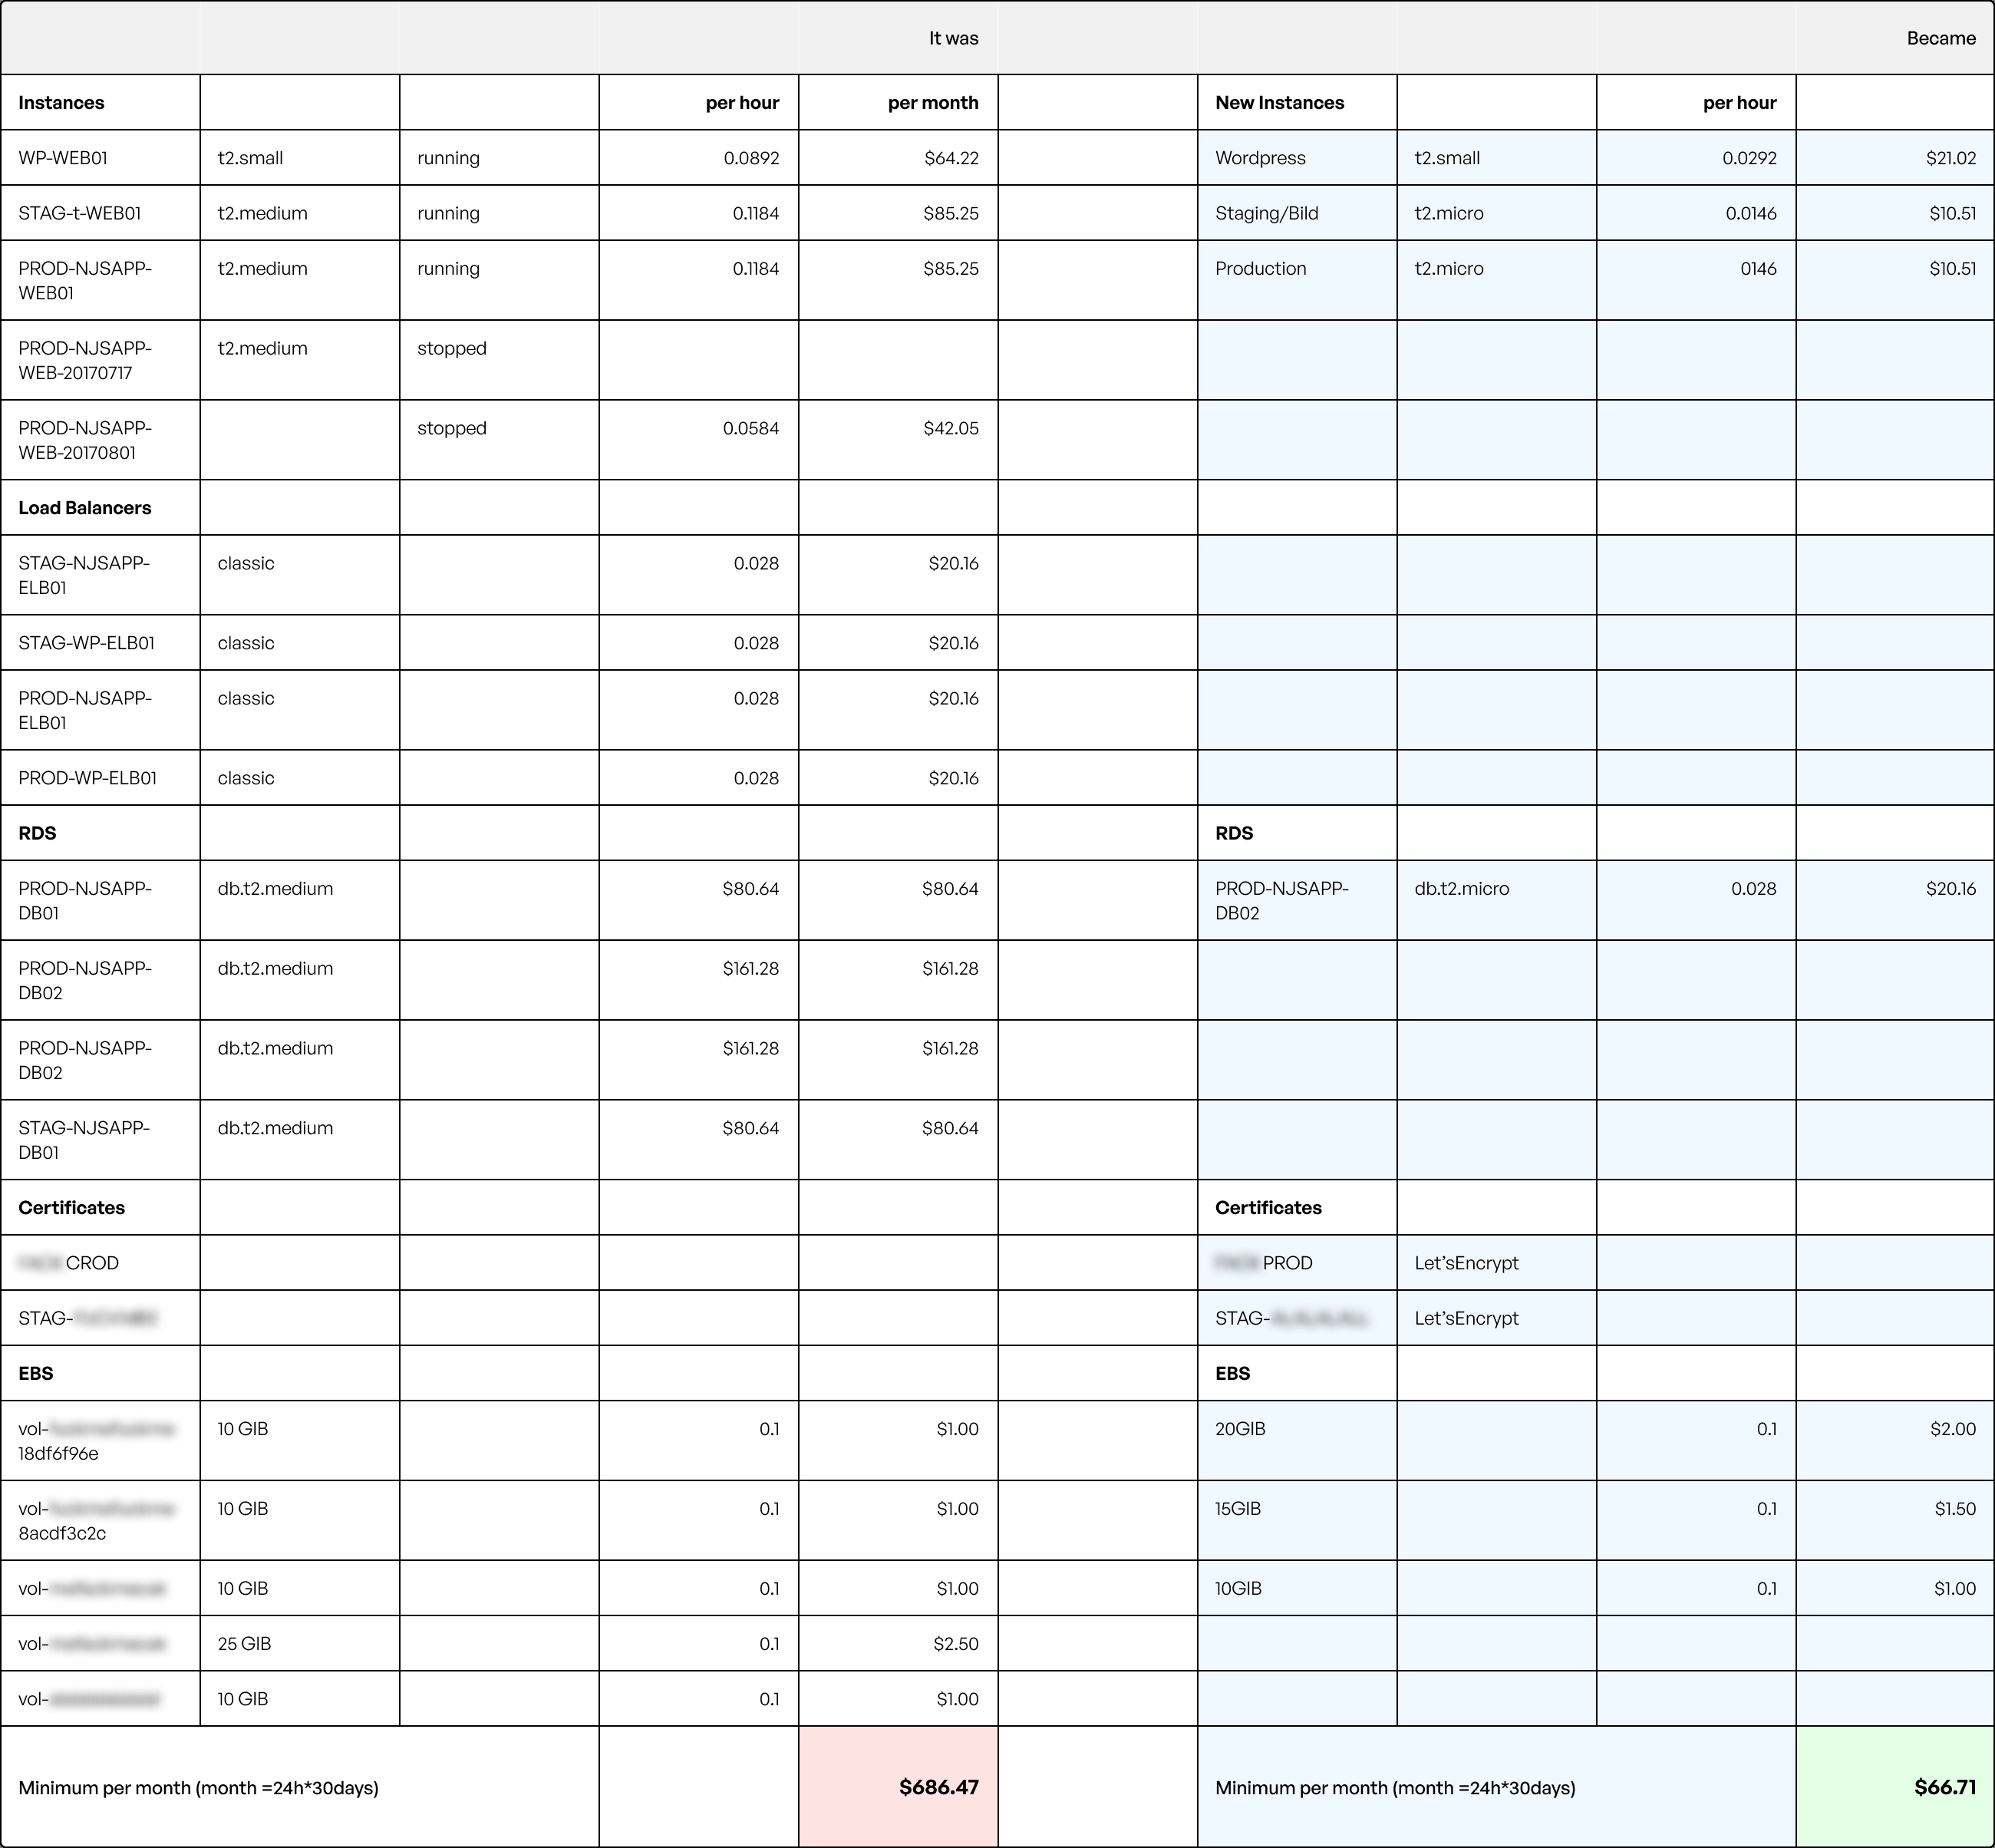 It was Became
Instances per hour per month New Instances per hour
WP-WEB01 t2.small running 0.0892 $64.22 Wordpress t2.small 0.0292 $21.02
STAG-t-WEB01 t2.medium running 0.1184 $85.25 Staging/Bild t2.micro 0.0146 $10.51
PROD-NJSAPP- t2.medium running 0.1184 $85.25 Production t2.micro 0146 $10.51
WEB01
PROD-NJSAPP- t2.medium stopped
WEB-20170717
PROD-NJSAPP- stopped 0.0584 $42.05
WEB-20170801
Load Balancers
STAG-NJSAPP- classic 0.028 $20.16
ELB01
STAG-WP-ELB01 classic 0.028 $20.16
PROD-NJSAPP- classic 0.028 $20.16
ELB01
PROD-WP-ELB01 classic 0.028 $20.16
RDS RDS
PROD-NJSAPP- db.t2.medium $80.64 $80.64 PROD-NJSAPP- db.t2.micro 0.028 $20.16
DB01 DB02
PROD-NJSAPP- db.t2.medium $161.28 $161.28
DB02
PROD-NJSAPP- db.t2.medium $161.28 $161.28
DB02
STAG-NJSAPP- db.t2.medium $80.64 $80.64
DB01
Certificates Certificates
CROD PROD Let’sEncrypt
STAG- STAG- Let’sEncrypt
EBS EBS
vol- 10 GIB 0.1 $1.00 20GIB 0.1 $2.00
18df6f96e
vol- 10 GIB 0.1 $1.00 15GIB 0.1 $1.50
8acdf3c2c
vol- 10 GIB 0.1 $1.00 10GIB 0.1 $1.00
vol- 25 GIB 0.1 $2.50
vol- 10 GIB 0.1 $1.00
Minimum per month (month =24h*30days) $686.47 Minimum per month (month =24h*30days) $66.71